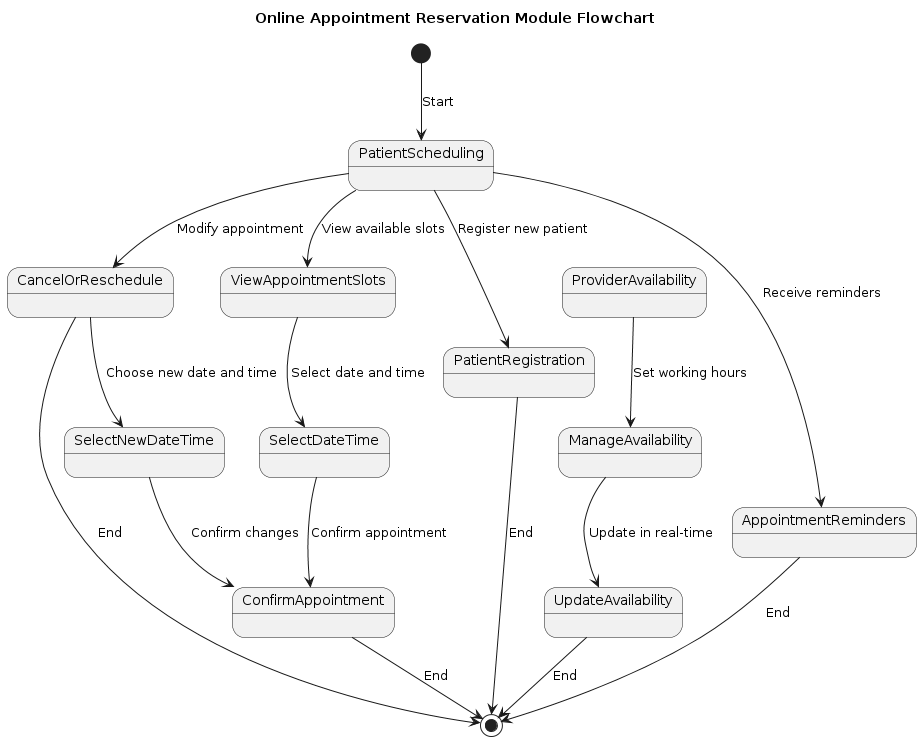 Online Appointment Reservation Module Flowchart
Start
PatientScheduling
Modify appointment
View available slots
Register new patient
CancelOrReschedule
ViewAppointmentSlots
ProviderAvailability
Receive reminders
PatientRegistration
Choose new date and time
Select date and time
Set working hours
SelectNewDateTime
SelectDateTime
ManageAvailability
AppointmentReminders
End
Confirm changes
Confirm appointment
End
Update in real-time
ConfirmAppointment
UpdateAvailability
End
End
End